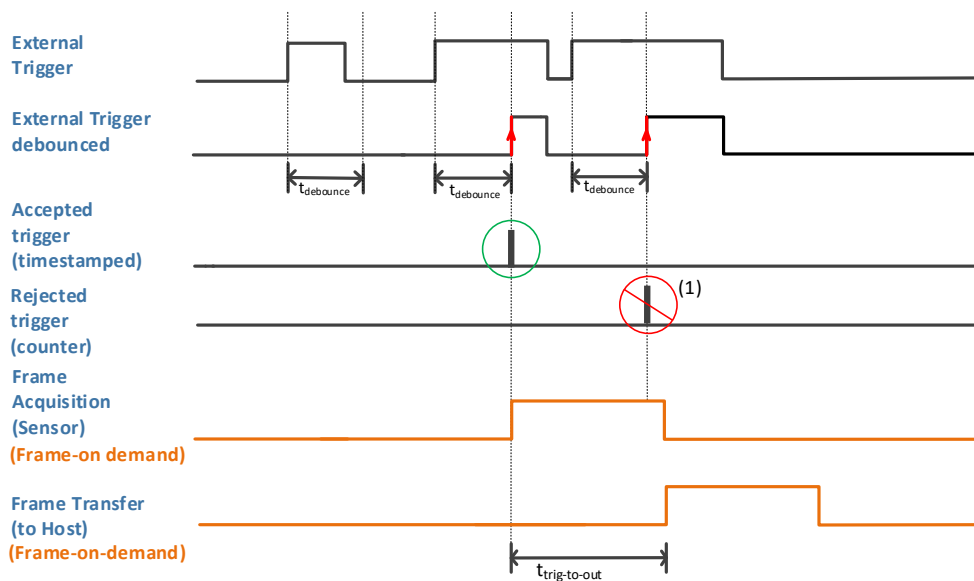 External
Trigger
External Trigger
debounced
tdebounce
tdebounce
tdebounce
Accepted
trigger
(timestamped)
Rejected
trigger
(counter)
(1)
Frame
Acquisition
(Sensor)
(Frame-on demand)
Frame Transfer
(to Host)
(Frame-on-demand)
ttrig-to-out